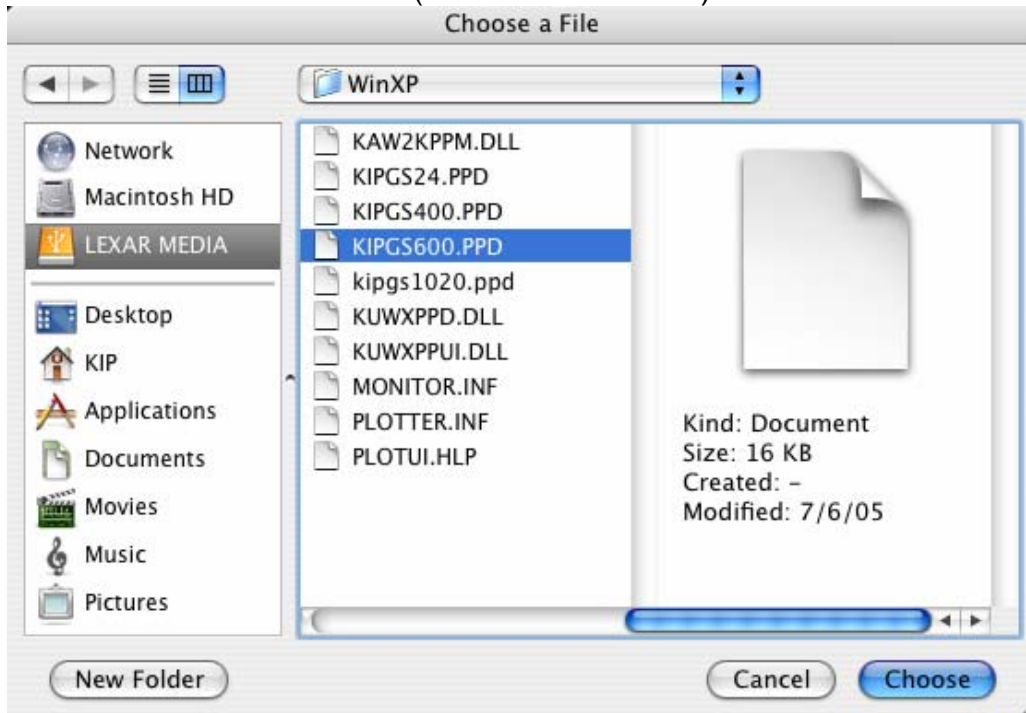 Choose a File
WinXP
Network
Macintosh HD
LEXAR MEDIA
Desktop
KIP
Applications
Documents
Movies
Music
Pictures
KAW2KPPM.DLL
KIPGS24.PPD
KIPGS400.PPD
KIPGS600.PPD
kipgs1020.ppd
KUWXPPD.DLL
KUWXPPUI.DLL
MONITOR.INF
PLOTTER.INF
PLOTUI.HLP
Kind: Document
Size: 16 KB
Created: –
Modified: 7/6/05
New Folder
Cancel
Choose